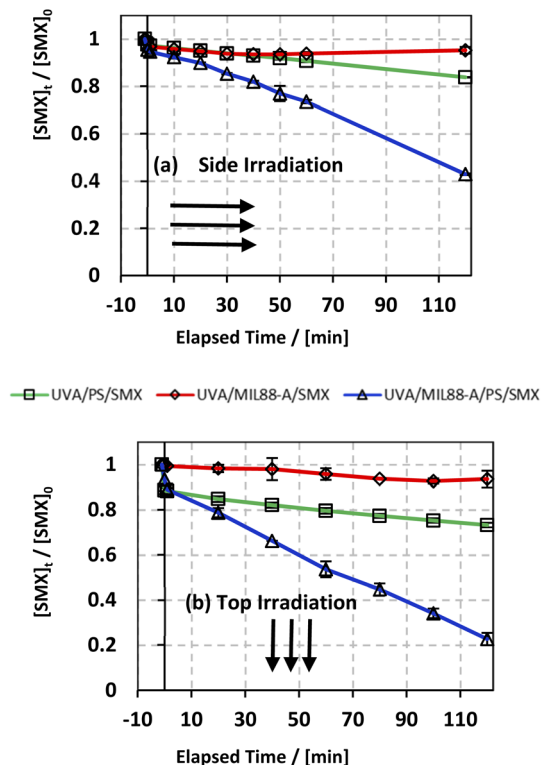 [SMX]t / [SMX]0
1
0.8
0.6
0.4
0.2
0
(a) Side Irradiation
-10 10 30 50 70 90 110
Elapsed Time / [min]
UVA/PS/SMX UVA/MIL88-A/SMX UVA/MIL88-A/PS/SMX
[SMX]t / [SMX]0
1
0.8
0.6
0.4
0.2
0
(b) Top Irradiation
-10 10 30 50 70 90 110
Elapsed Time / [min]